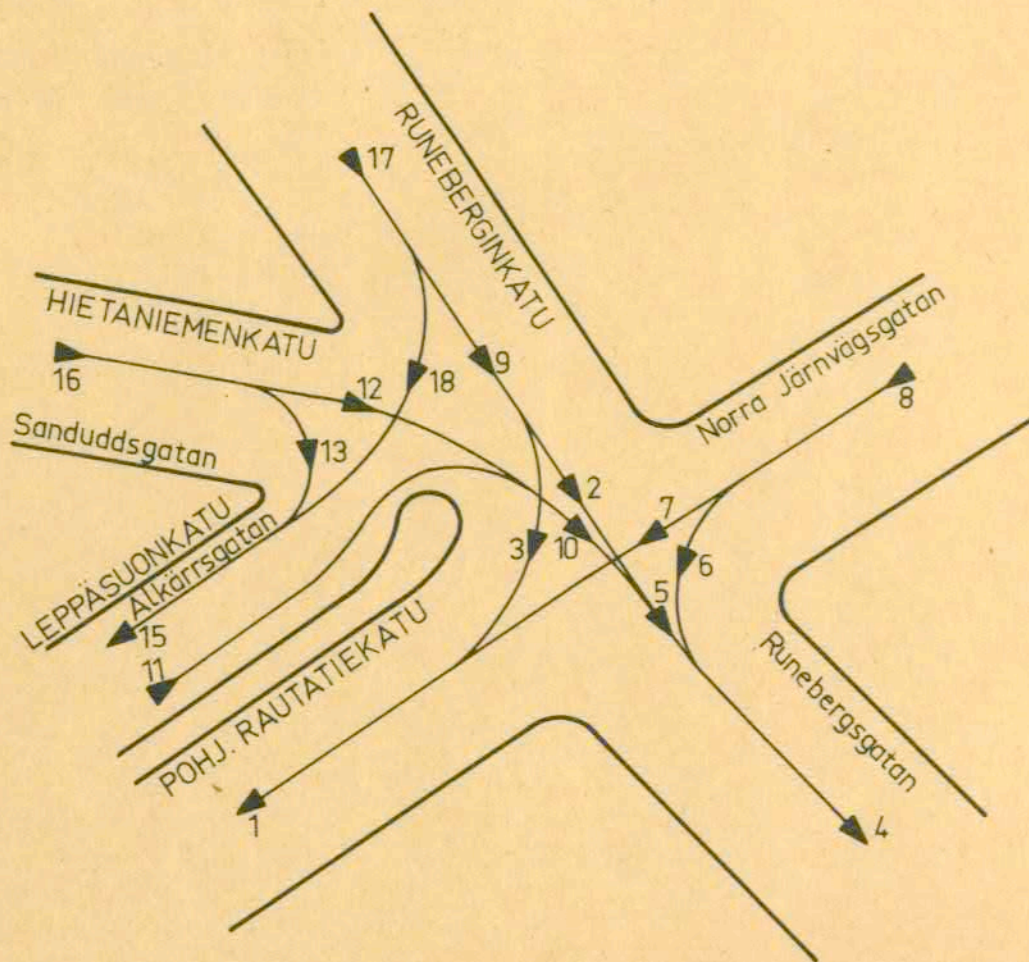 17
RUNEBERGINKATU
HIETANIEMENKATU
16
12
18
9
Norra Järnvägsgatan
8
Sanduddsgatan
13
2
7
LEPPÄSUONKATU
Alkärrsgatan
3
10
6
5
15
11
POHJ. RAUTATIEKATU
Runebergsgatan
1
4